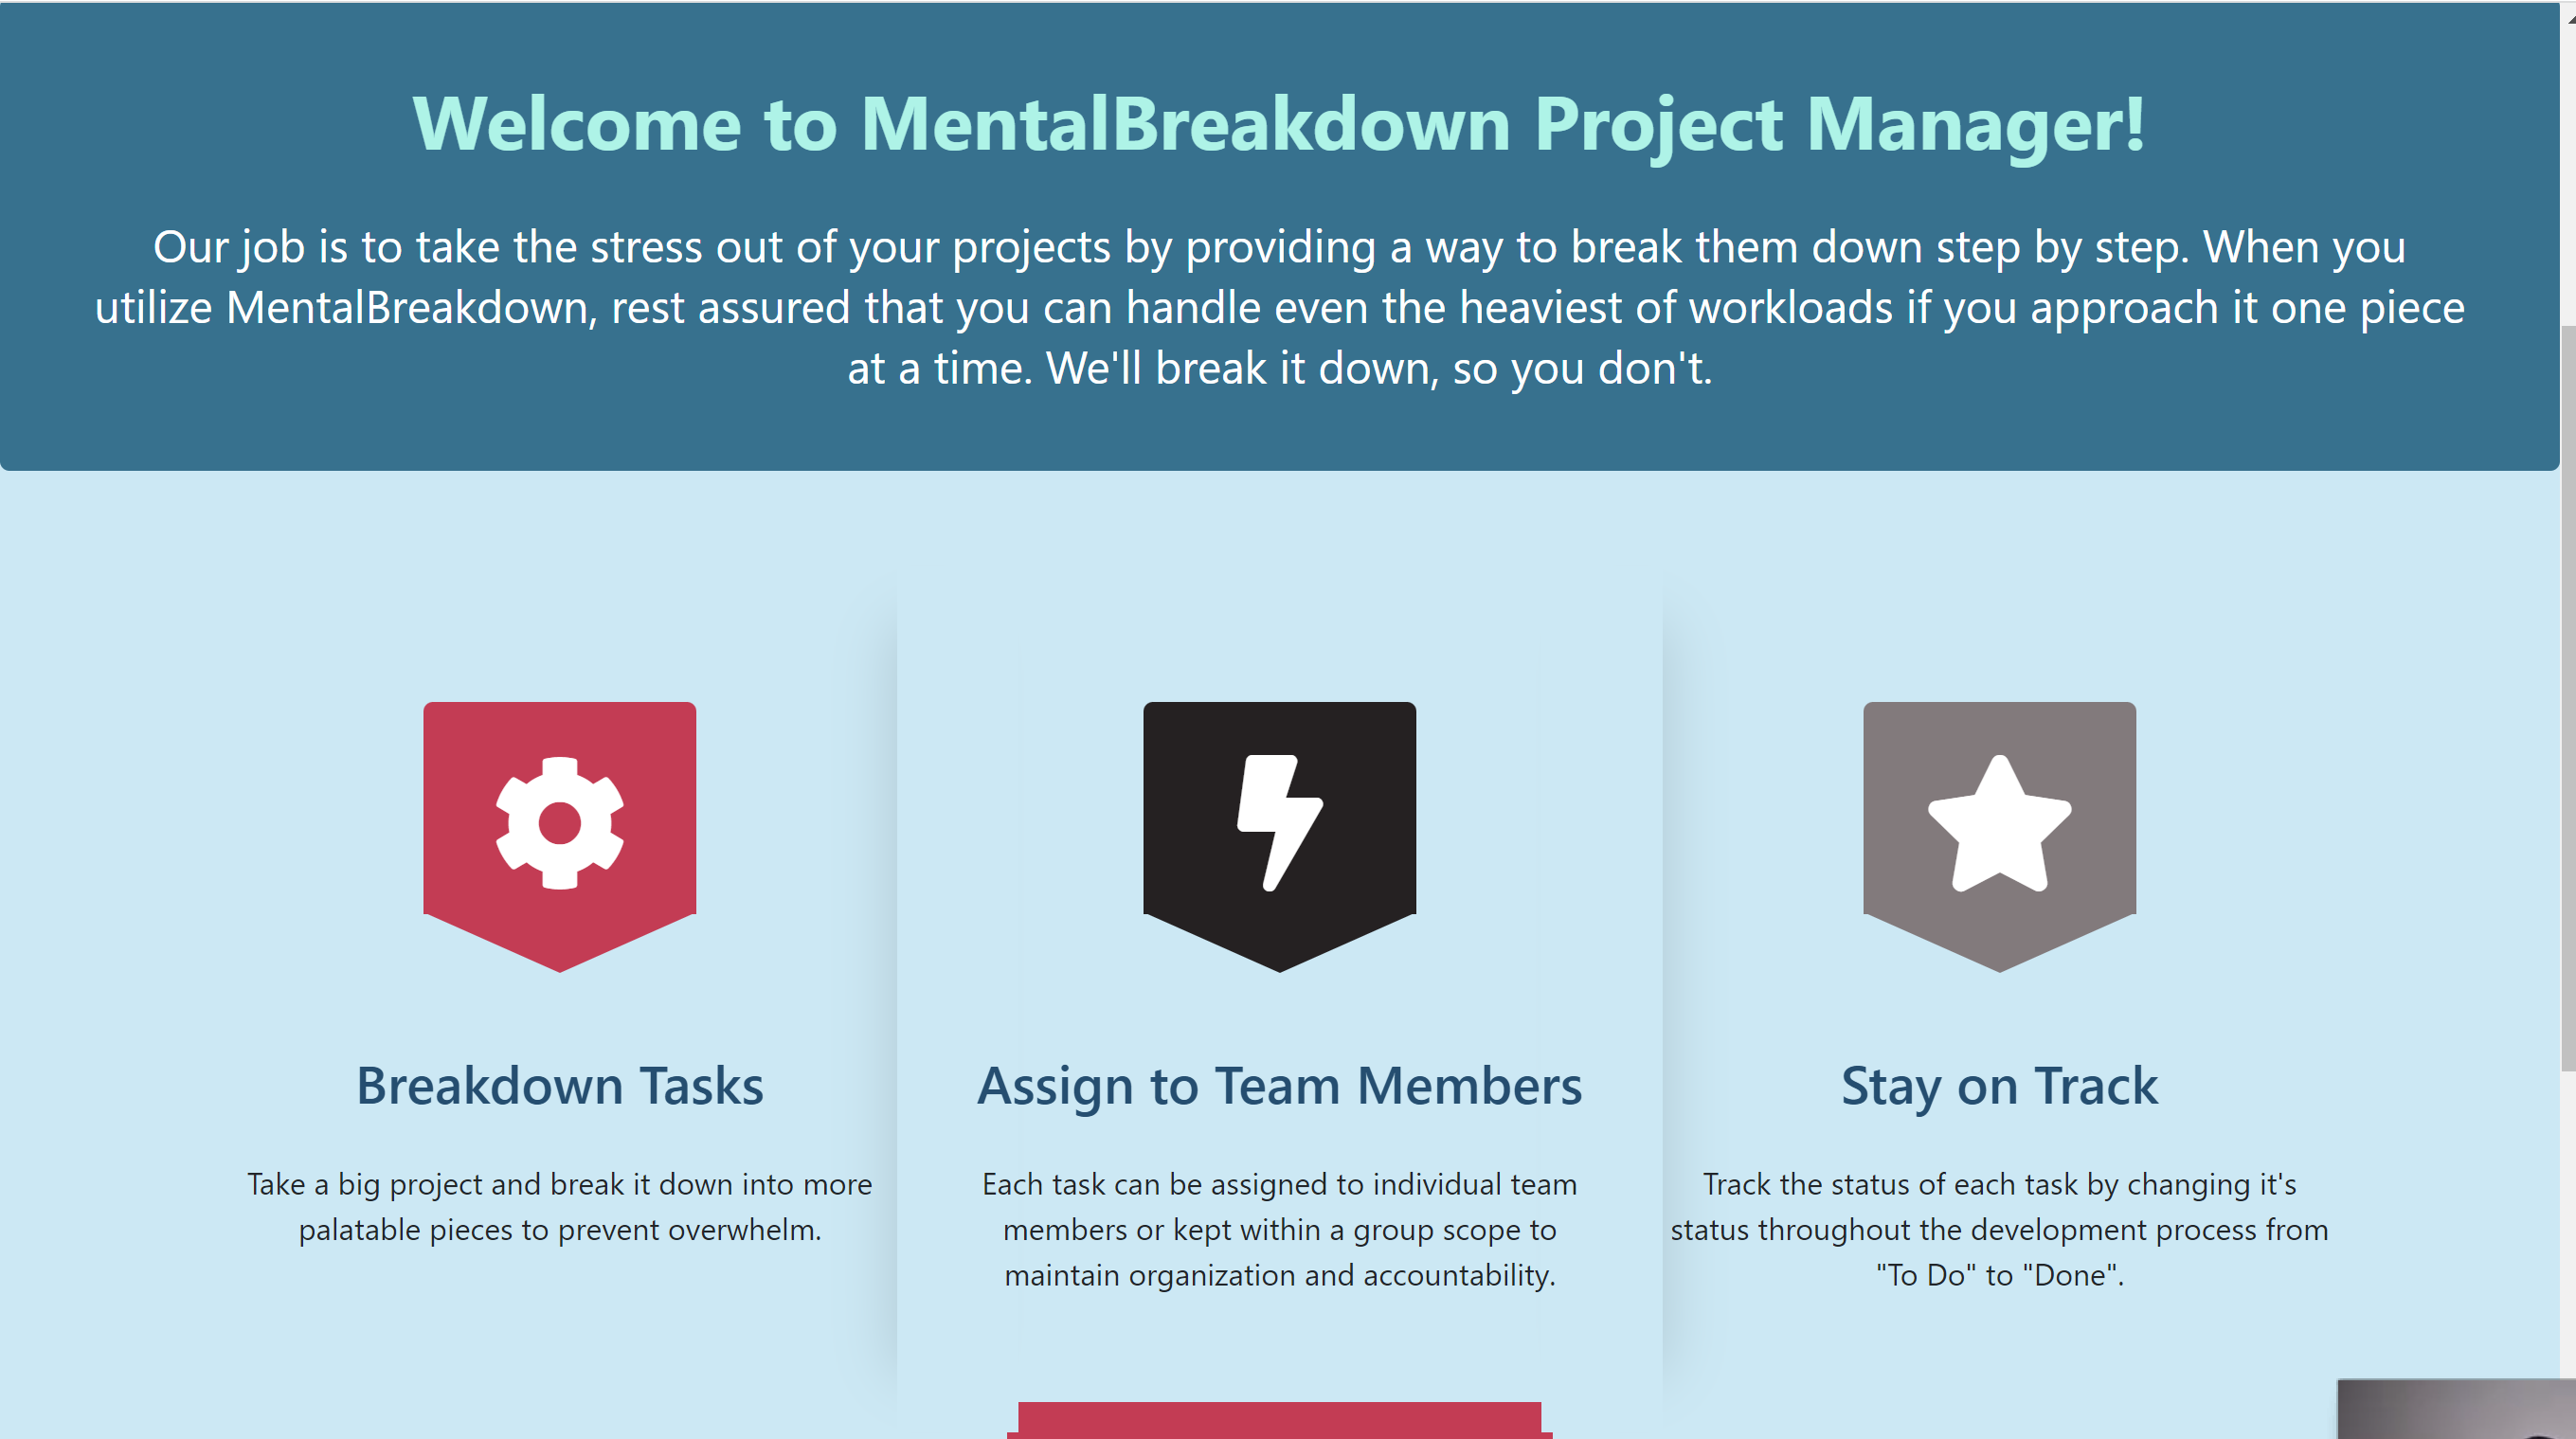 Welcome to MentalBreakdown Project Manager!
Our job is to take the stress out of your projects by providing a way to break them down step by step. When you
utilize MentalBreakdown, rest assured that you can handle even the heaviest of workloads if you approach it one piece
at a time. We'll break it down, so you don't.
Breakdown Tasks
Take a big project and break it down into more
palatable pieces to prevent overwhelm.
Assign to Team Members
Each task can be assigned to individual team
members or kept within a group scope to
maintain organization and accountability.
Stay on Track
Track the status of each task by changing it's
status throughout the development process from
"To Do" to "Done".